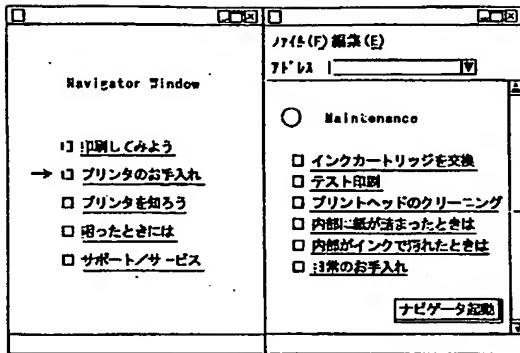 Navigator Window
印刷してみよう
→ プリンタのお手入れ
プリンタを知ろう
困ったときには
サポート/サービス
ファイル(F) 編集(E)
アドレス
Maintenance
インクカートリッジを交換
テスト印刷
プリントヘッドのクリーニング
内部に紙が詰まったときは
内部がインクで汚れたときは
日常のお手入れ
ナビゲータ起動